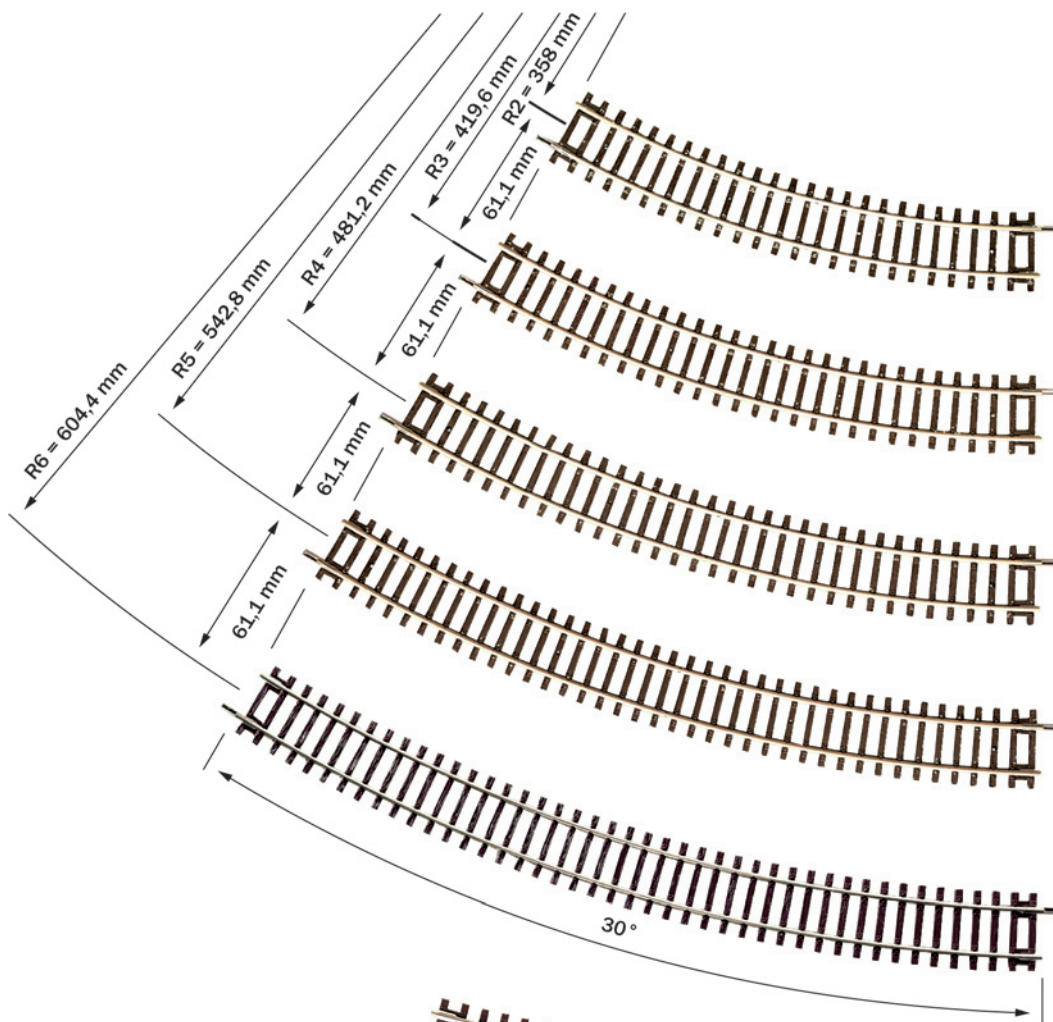 R2 = 358 mm
R3 = 419,6 mm
R4 = 481,2 mm
R5 = 542,8 mm
R6 = 604,4 mm
61,1 mm
61,1 mm
61,1 mm
61,1 mm
30°